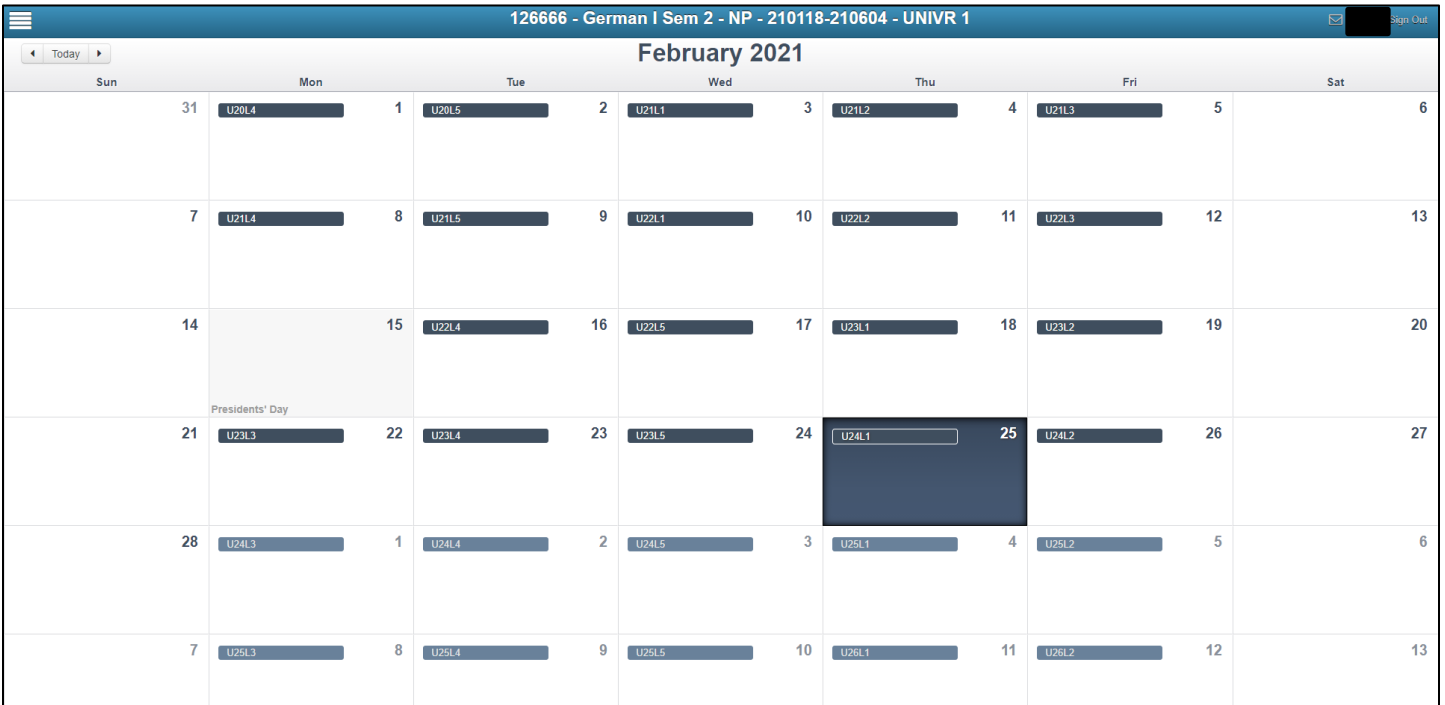 126666 - German I Sem 2 - NP - 210118-210604 - UNIVR 1
Sign Out
Today
February 2021
Sun Mon Tue Wed Thu Fri Sat
31 U20L4 1 U20L5 2 U21L1 3 U21L2 4 U21L3 5 6
7 U21L4 8 U21L5 9 U22L1 10 U22L2 11 U22L3 12 13
14 15 U22L4 16 U22L5 17 U23L1 18 U23L2 19 20
Presidents' Day
21 U23L3 22 U23L4 23 U23L5 24 U24L1 25 U24L2 26 27
28 U24L3 1 U24L4 2 U24L5 3 U25L1 4 U25L2 5 6
7 U25L3 8 U25L4 9 U25L5 10 U26L1 11 U26L2 12 13